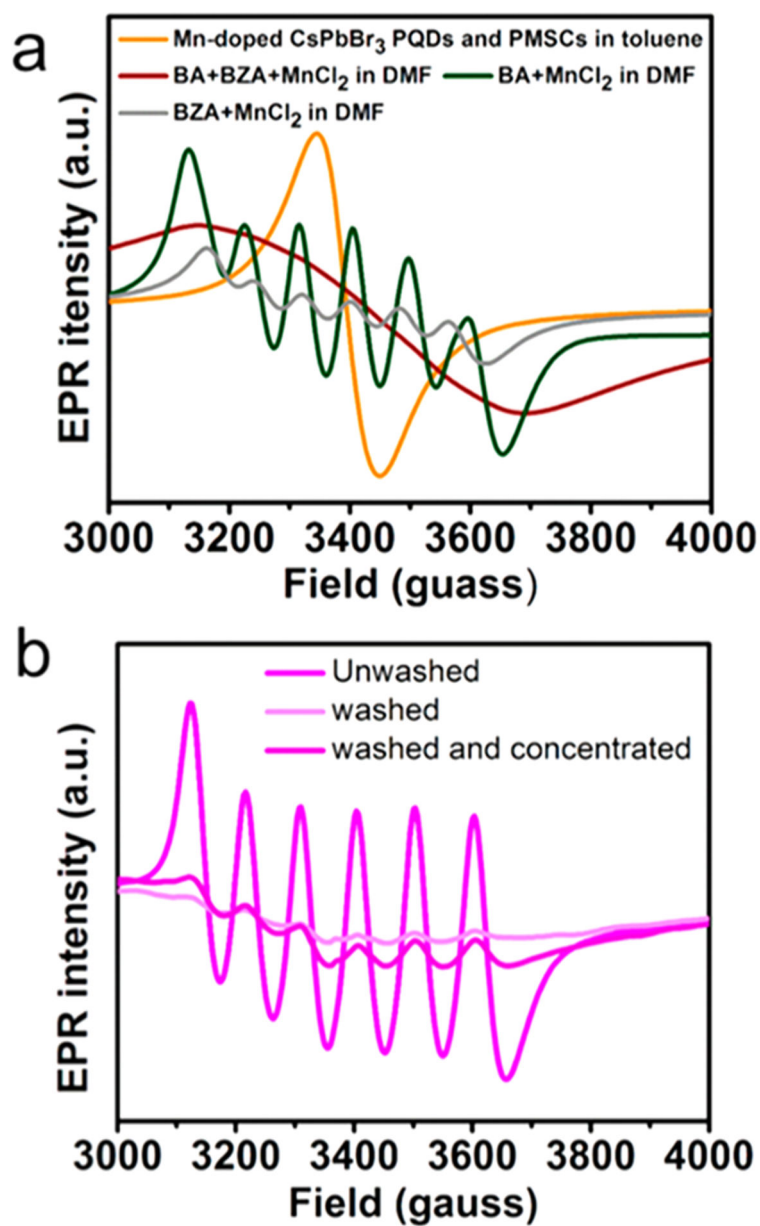 a
Mn-doped CsPbBr3 PQDs and PMSCs in toluene
BA+BZA+MnCl2 in DMF BA+MnCl2 in DMF
BZA+MnCl2 in DMF
EPR itensity (a.u.)
3000 3200 3400 3600 3800 4000
Field (guass)
b
Unwashed
washed
washed and concentrated
EPR intensity (a.u.)
3000 3200 3400 3600 3800 4000
Field (gauss)